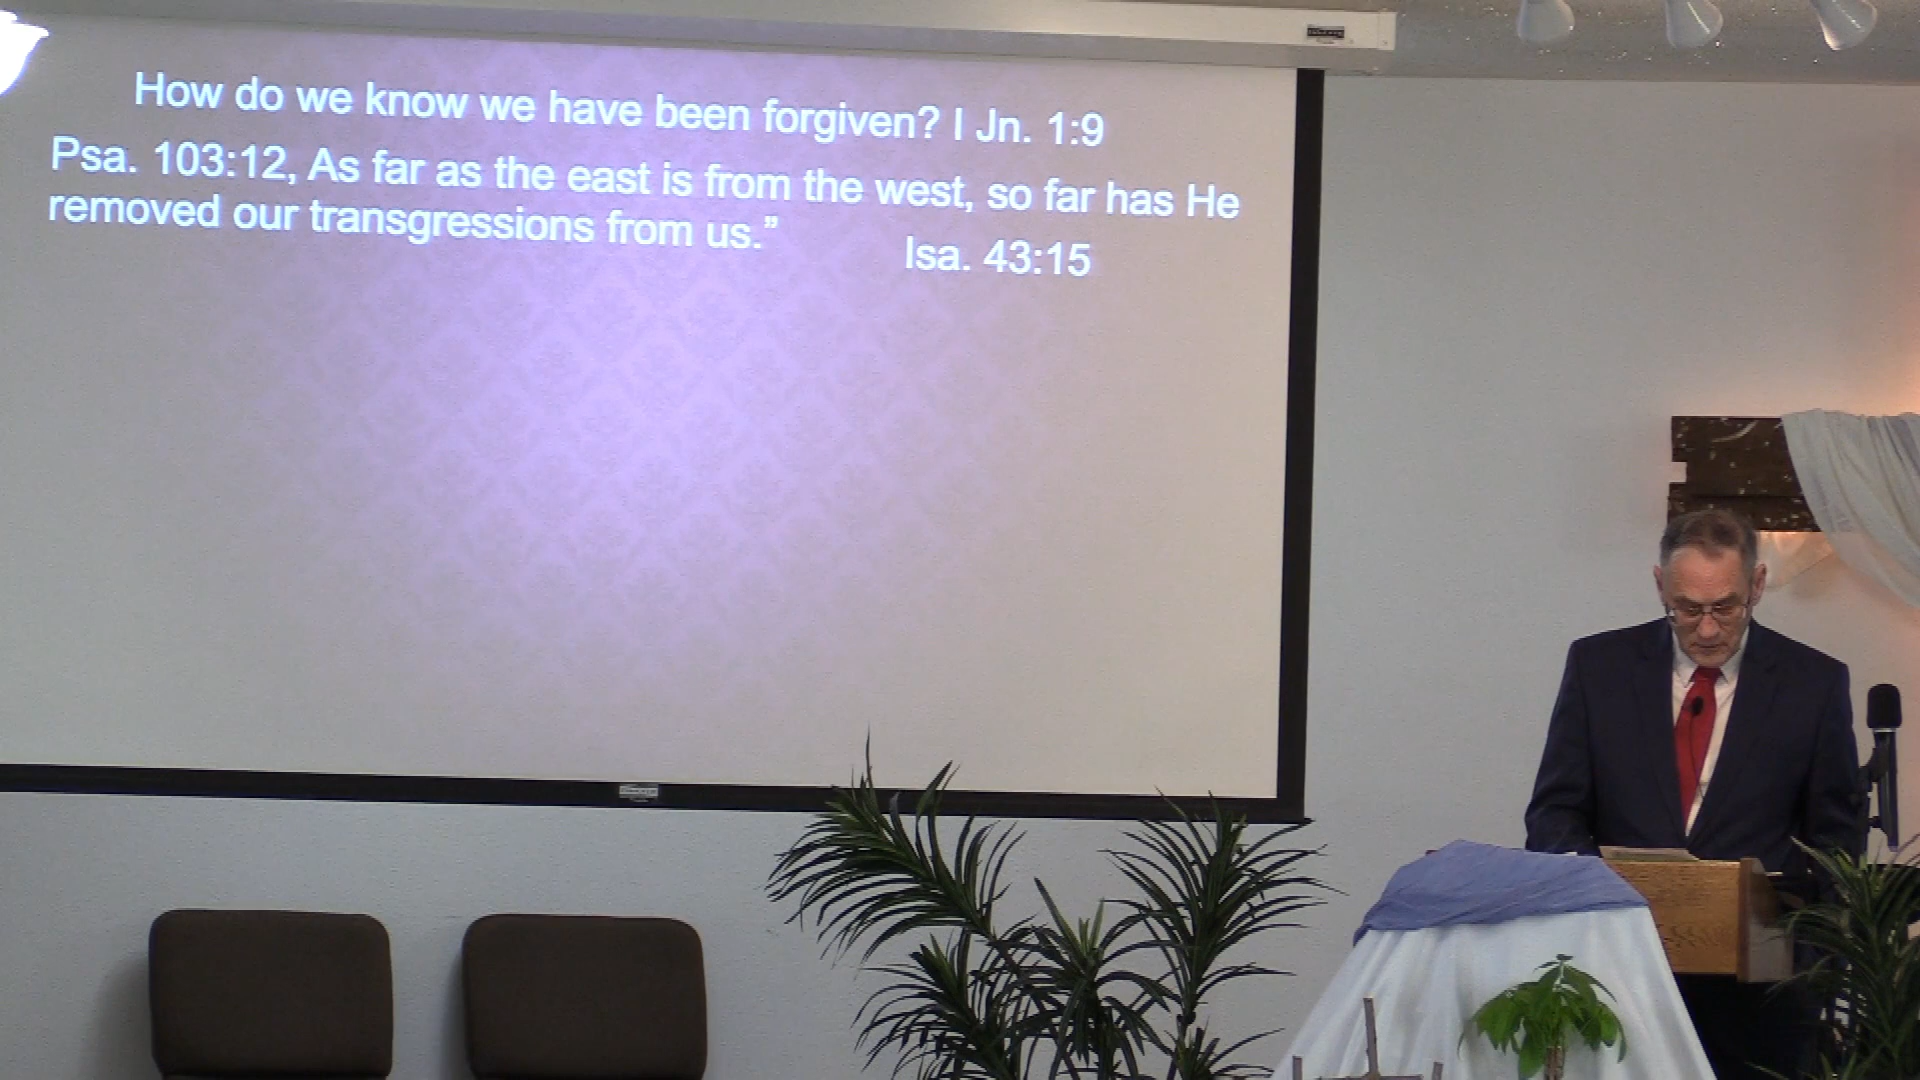 How do we know we have been forgiven? I Jn. 1:9
Psa. 103:12, As far as the east is from the west, so far has He
removed our transgressions from us.”
Isa. 43:15